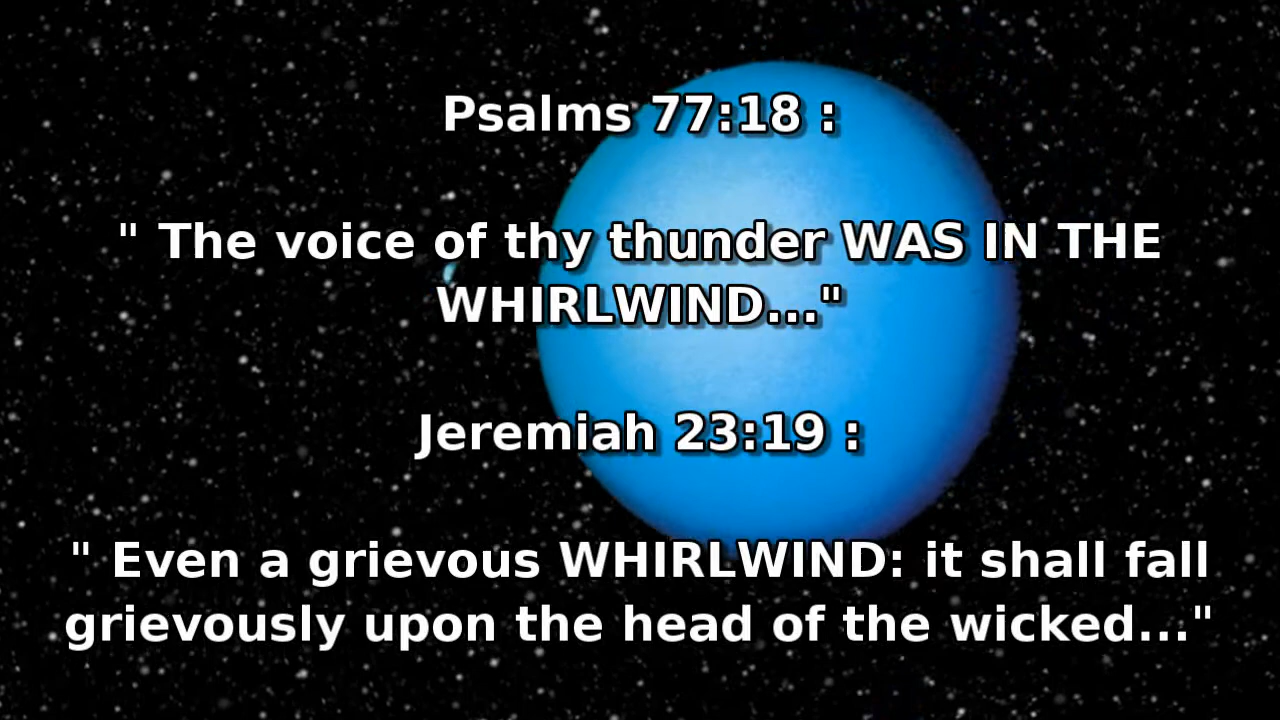 Psalms 77:18 :
" The voice of thy thunder WAS IN THE
WHIRLWIND..."
Jeremiah 23:19 :
" Even a grievous WHIRLWIND: it shall fall
grievously upon the head of the wicked..."